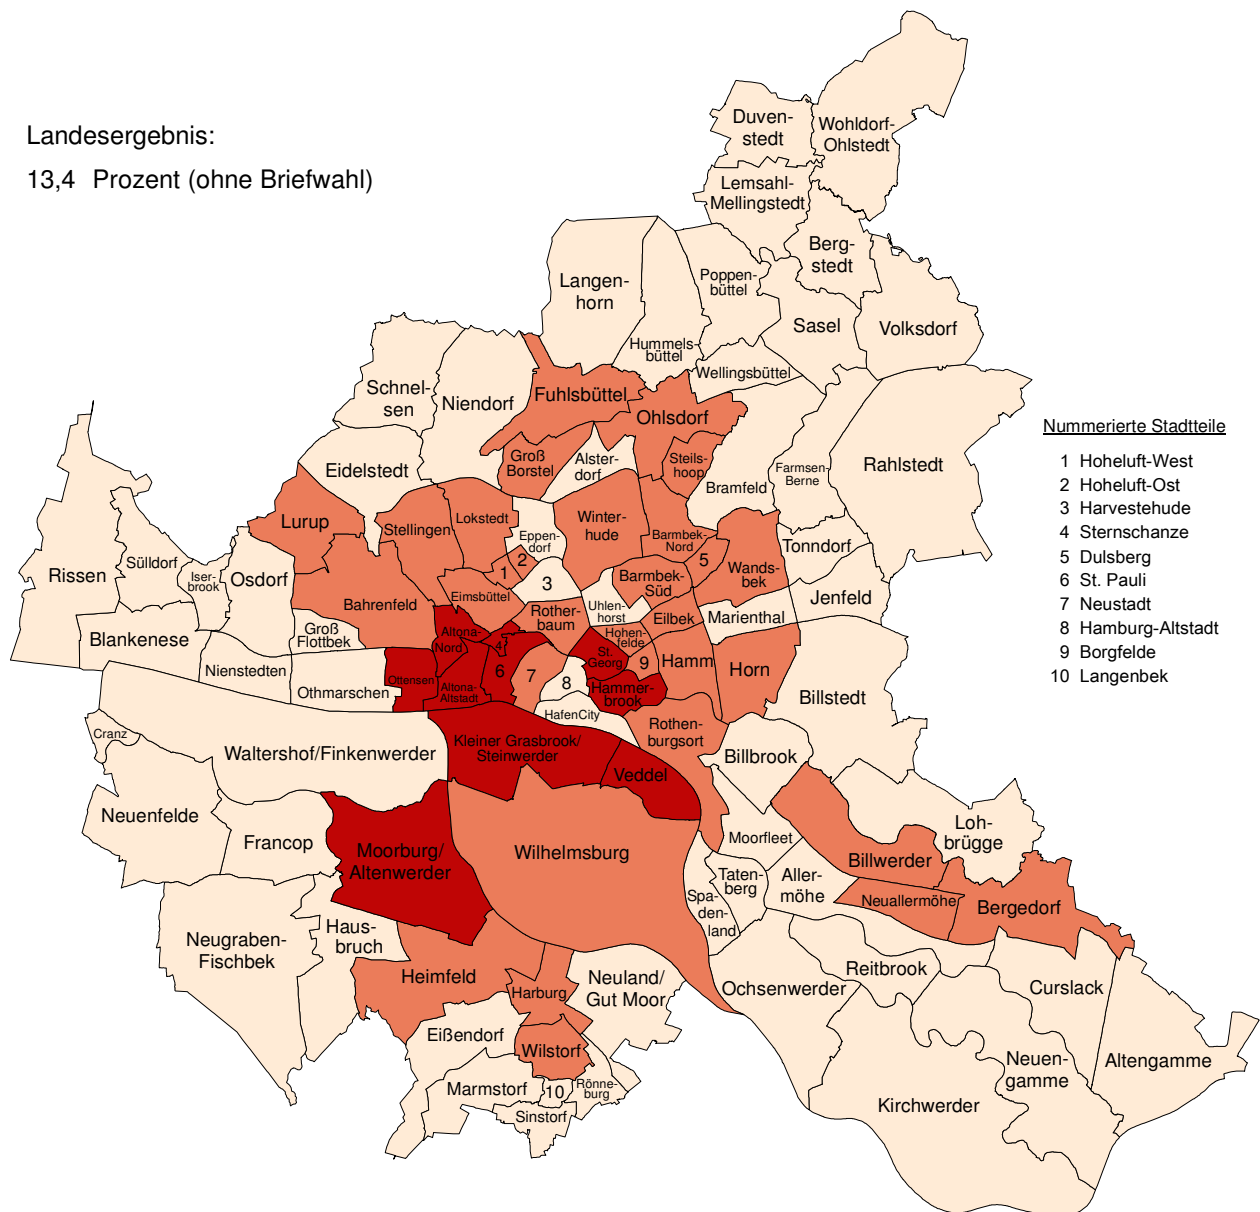 Landesergebnis:
13,4 Prozent (ohne Briefwahl)
Duven-
stedt
Wohldorf-
Ohlstedt
Lemsahl-
Mellingstedt
Berg-
stedt
Poppen-
büttel
Langen-
horn
Sasel
Volksdorf
Hummels-
büttel
Wellingsbüttel
Schnel-
sen
Niendorf
Fuhlsbüttel
Ohlsdorf
Groß
Borstel
Alster-
dorf
Steils-
hoop
Bramfeld
Farmsen-
Berne
Rahlstedt
Eidelstedt
Lurup
Stellingen
Lokstedt
Eppen-
dorf
Winter-
hude
Barmbek-
Nord
5
Wands-
bek
Tonndorf
Jenfeld
Rissen
Sülldorf
Iser-
brook
Osdorf
Bahrenfeld
Eimsbüttel
1
2
3
Barmbek-
Süd
Uhlen-
horst
Eilbek
Marienthal
Blankenese
Groß
Flottbek
Nienstedten
Othmarschen
Ottensen
Altona-
Nord
Altona-
Altstadt
4
6
7
8
Rother-
baum
Hohen-
felde
St.
Georg
9
Hamm
Horn
Hammer-
brook
HafenCity
Billstedt
Rothen-
burgsort
Billbrook
Cranz
Waltershof/Finkenwerder
Kleiner Grasbrook/
Steinwerder
Veddel
Neuenfelde
Francop
Moorburg/
Altenwerder
Wilhelmsburg
Moorfleet
Billwerder
Loh-
brügge
Taten-
berg
Spa-
den-
land
Aller-
möhe
Neuallermöhe
Bergedorf
Neugraben-
Fischbek
Haus-
bruch
Heimfeld
Harburg
Neuland/
Gut Moor
Ochsenwerder
Reitbrook
Curslack
Eißendorf
Wilstorf
Neuen-
gamme
Altengamme
Marmstorf
10
Rönne-
burg
Sinstorf
Kirchwerder
Nummerierte Stadtteile
1 Hoheluft-West
2 Hoheluft-Ost
3 Harvestehude
4 Sternschanze
5 Dulsberg
6 St. Pauli
7 Neustadt
8 Hamburg-Altstadt
9 Borgfelde
10 Langenbek